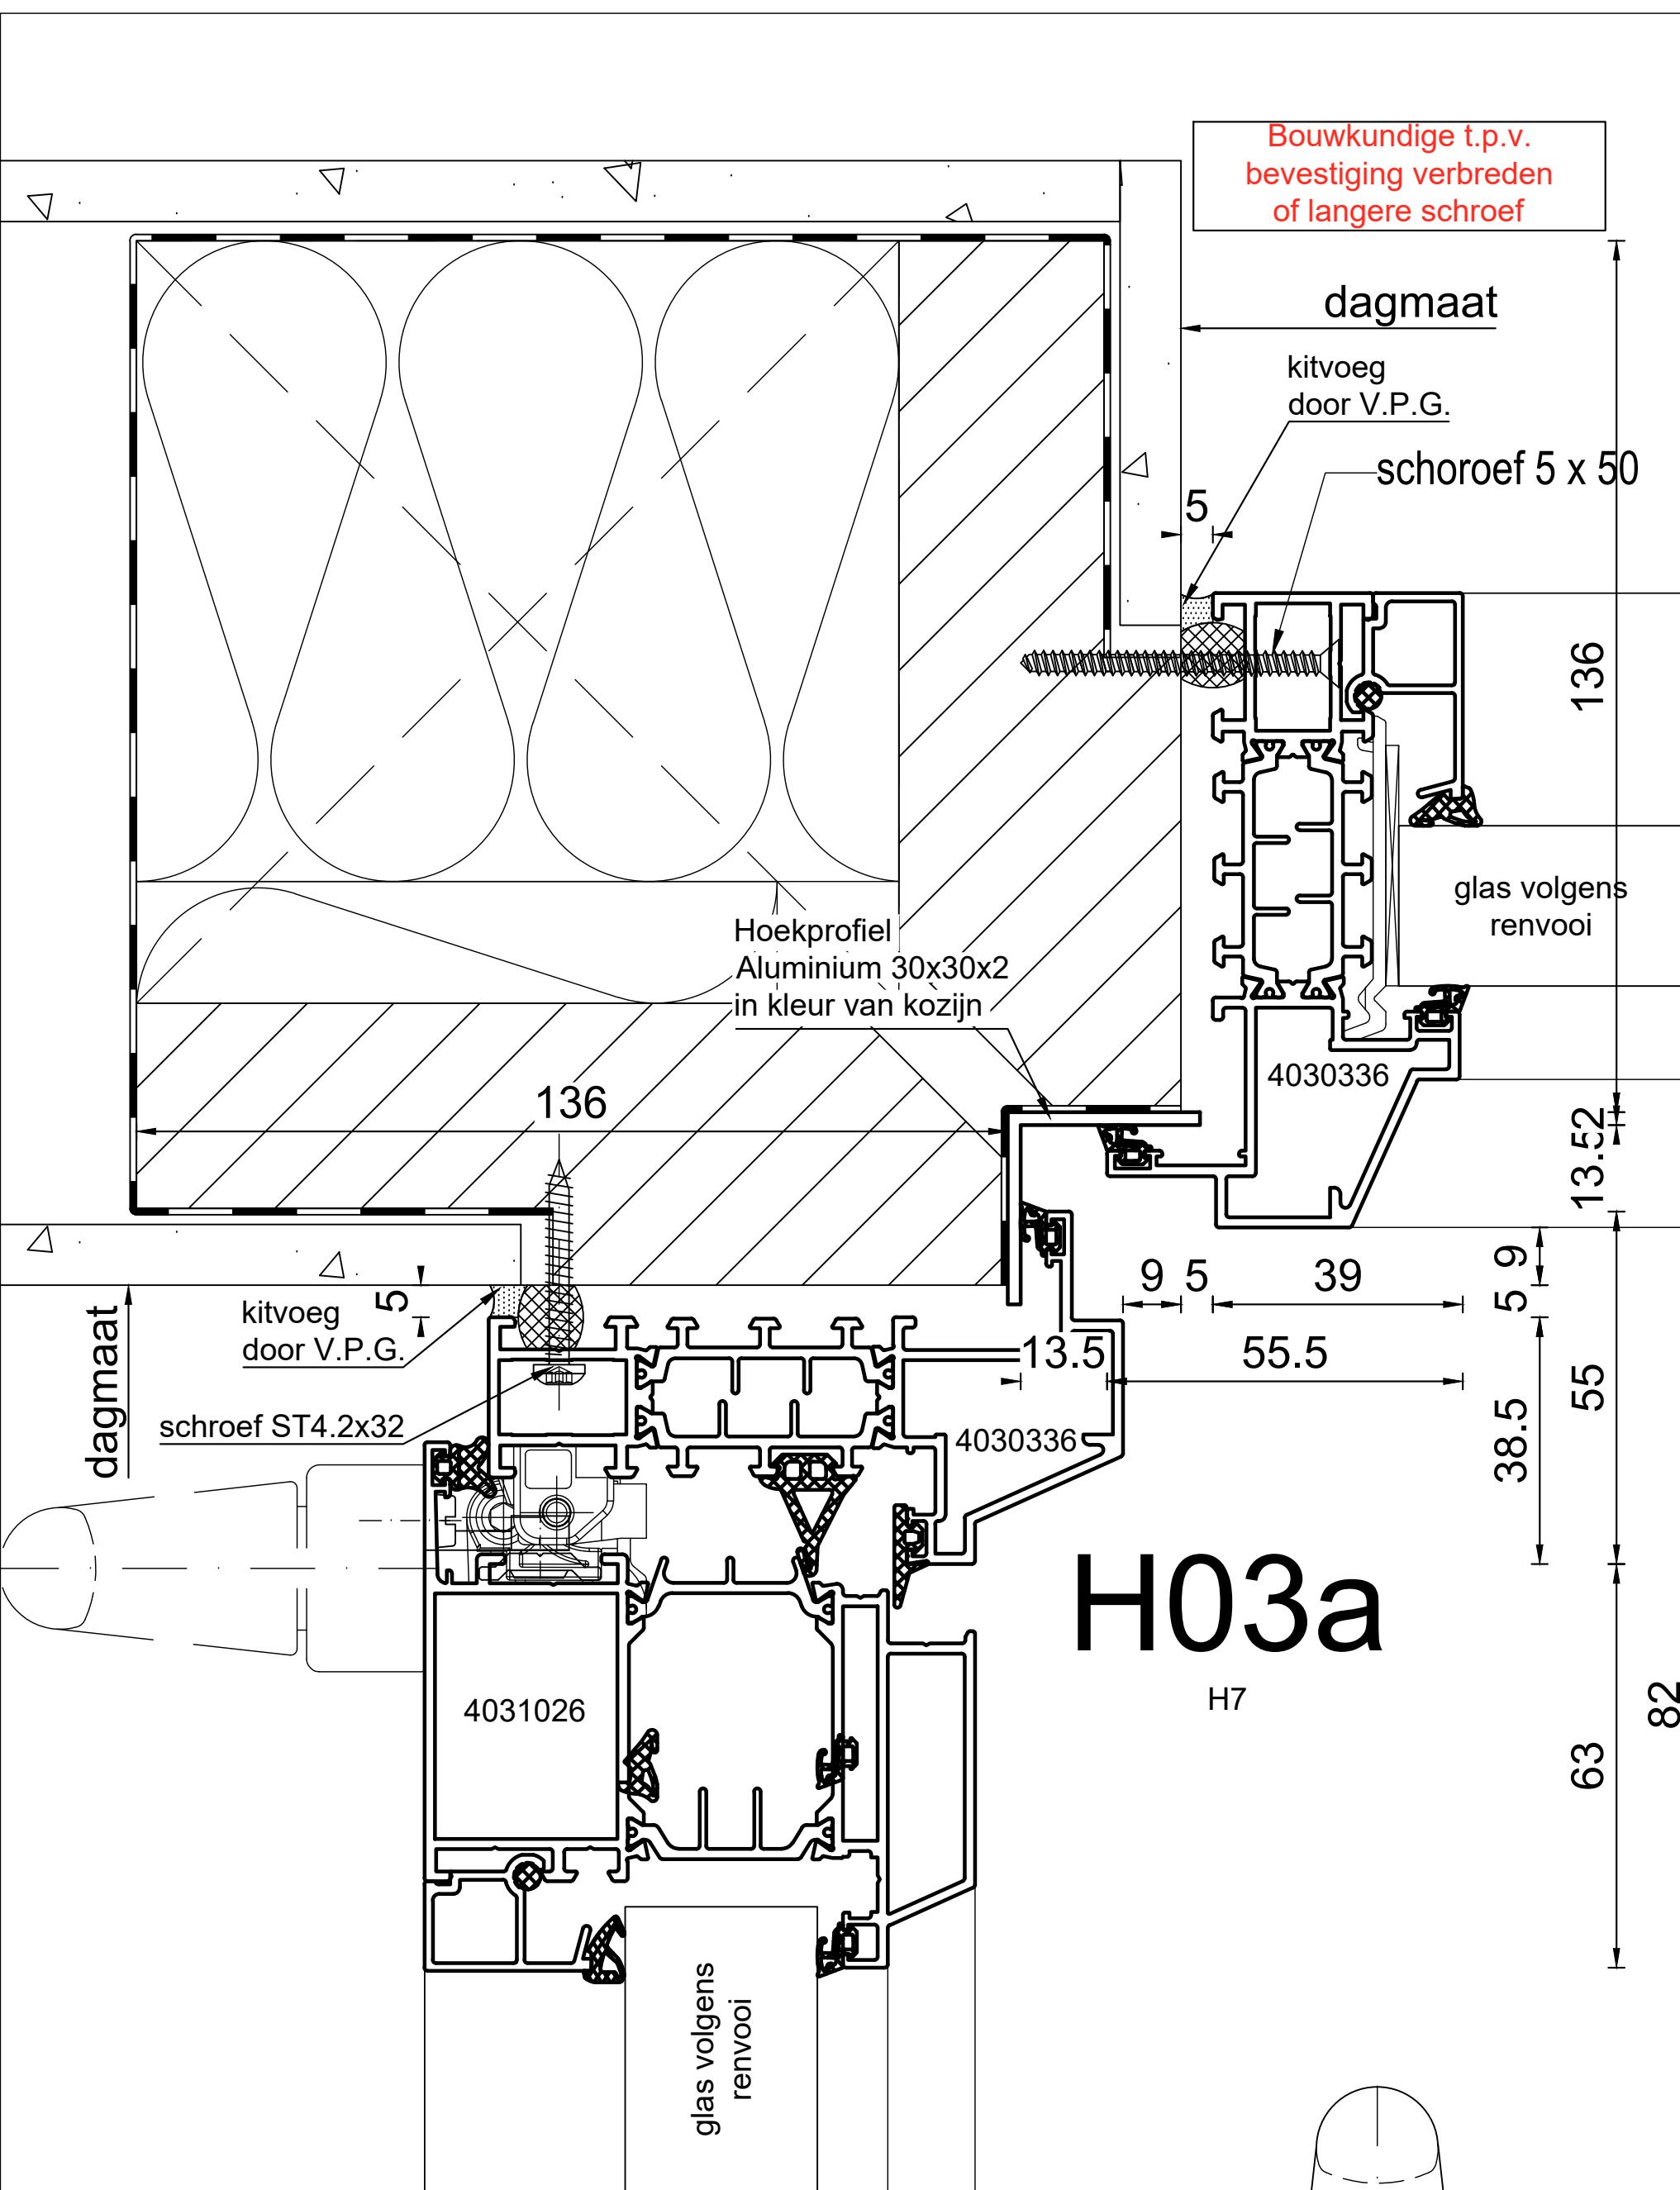 Bouwkundige t.p.v.
bevestiging verbreden
of langere schroef
dagmaat
kitvoeg
door V.P.G.
schoroef 5 x 50
5
136
glas volgens
renvooi
Hoekprofiel
Aluminium 30x30x2
in kleur van kozijn
4030336
136
2
13.5
9 5 39
9
5
kitvoeg
door V.P.G.
5
dagmaat
13.5 55.5
55
38.5
schroef ST4.2x32
4030336
H03a
H7
4031026
82
63
glas volgens
renvooi